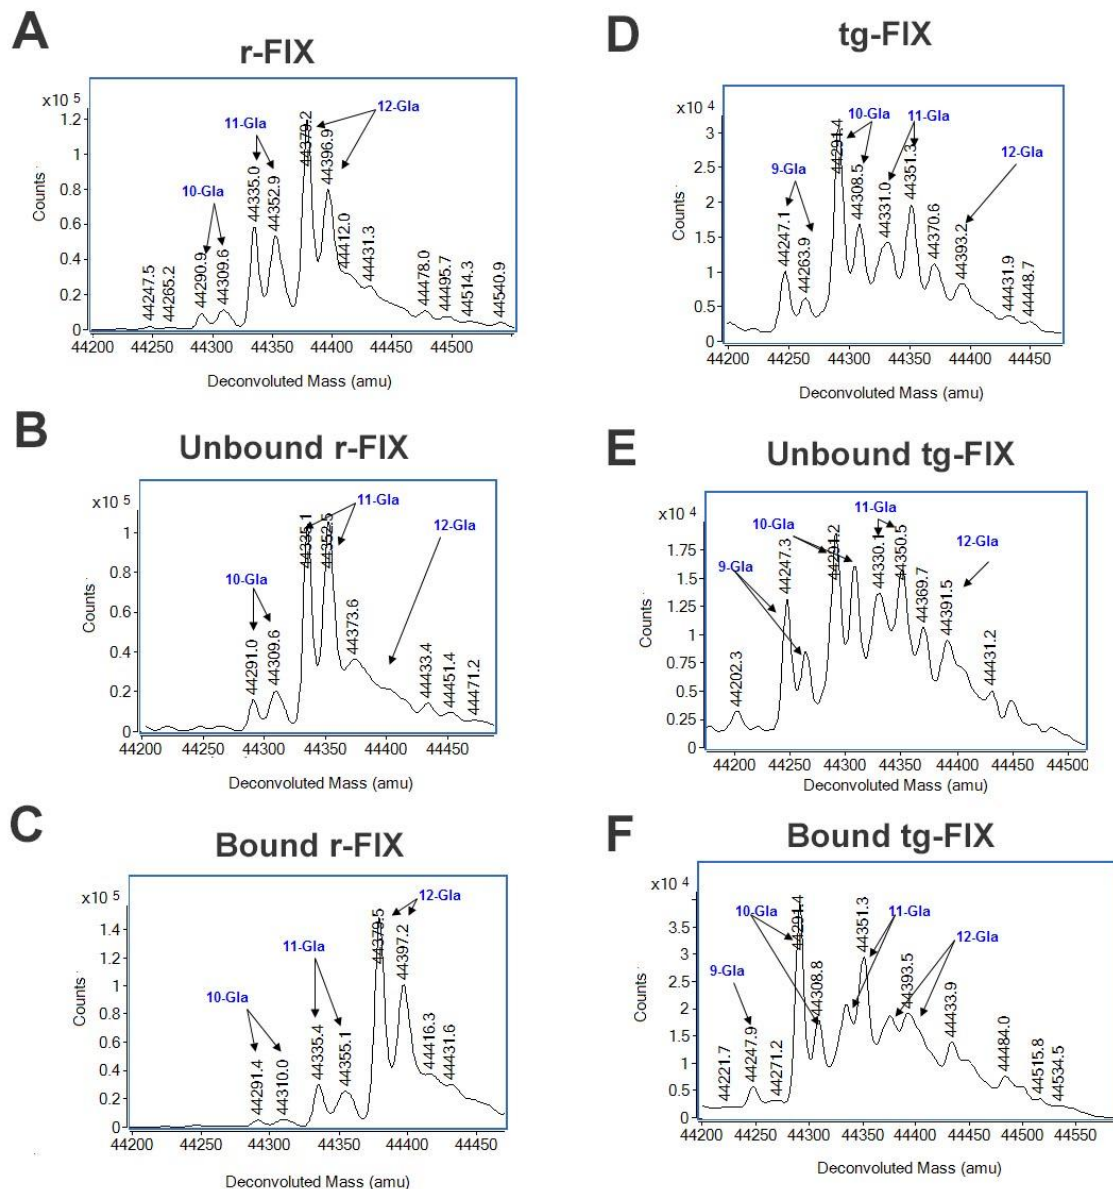 A
r-FIX
x10 5
1.2
1
0.8
0.6
0.4
0.2
0
Counts
10-Gla
11-Gla
12-Gla
44247.5
44265.2
44290.9
44309.6
44335.0
44352.9
44379.2
44396.9
44412.0
44431.3
44478.0
44495.7
44514.3
44540.9
44200 44250 44300 44350 44400 44450 44500
Deconvoluted Mass (amu)
B
Unbound r-FIX
x10 5
1
0.8
0.6
0.4
0.2
0
Counts
10-Gla
11-Gla
12-Gla
44291.0
44309.6
44335.1
44352.5
44373.6
44433.4
44451.4
44471.2
44200 44250 44300 44350 44400 44450
Deconvoluted Mass (amu)
C
Bound r-FIX
x10 5
1.4
1.2
1
0.8
0.6
0.4
0.2
0
Counts
10-Gla
11-Gla
12-Gla
44291.4
44310.0
44335.4
44355.1
44379.5
44397.2
44416.3
44431.6
44200 44250 44300 44350 44400 44450
Deconvoluted Mass (amu)
D
tg-FIX
x10 4
3
2.5
2
1.5
1
0.5
0
Counts
9-Gla
10-Gla
11-Gla
12-Gla
44247.1
44263.9
44291.4
44308.5
44331.0
44351.3
44370.6
44393.2
44431.9
44448.7
44200 44250 44300 44350 44400 44450
Deconvoluted Mass (amu)
E
Unbound tg-FIX
x10 4
1.75
1.5
1.25
1
0.75
0.5
0.25
0
Counts
9-Gla
10-Gla
11-Gla
12-Gla
44202.3
44247.3
44291.2
44330.1
44350.5
44369.7
44391.5
44431.2
44200 44250 44300 44350 44400 44450 44500
Deconvoluted Mass (amu)
F
Bound tg-FIX
x10 4
3.5
3
2.5
2
1.5
1
0.5
0
Counts
9-Gla
10-Gla
11-Gla
12-Gla
44221.7
44247.9
44271.2
44291.4
44308.8
44351.3
44393.5
44433.9
44484.0
44515.8
44534.5
44200 44250 44300 44350 44400 44450 44500 44550
Deconvoluted Mass (amu)